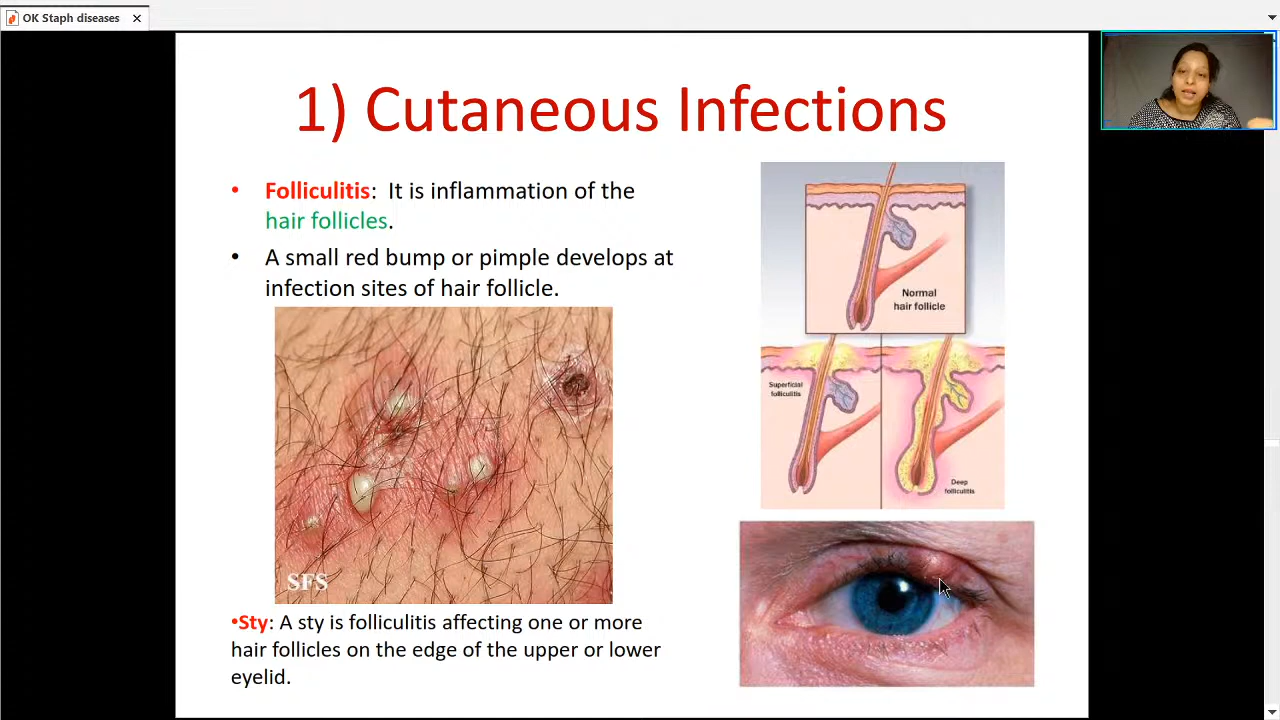 OK Staph diseases
1) Cutaneous Infections
• Folliculitis: It is inflammation of the
hair follicles.
• A small red bump or pimple develops at
infection sites of hair follicle.
Normal
hair follicle
Superficial
folliculitis
Deep
folliculitis
SFS
•Sty: A sty is folliculitis affecting one or more
hair follicles on the edge of the upper or lower
eyelid.